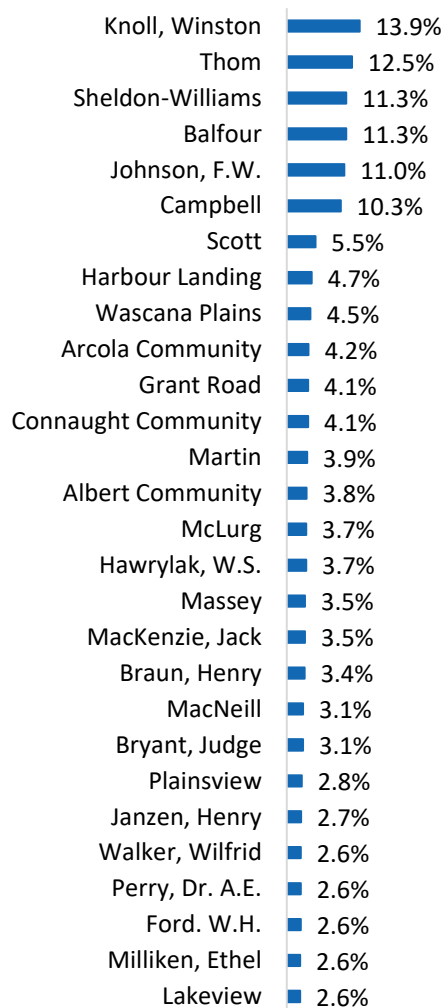 Knoll, Winston 13.9%
Thom 12.5%
Sheldon-Williams 11.3%
Balfour 11.3%
Johnson, F.W. 11.0%
Campbell 10.3%
Scott 5.5%
Harbour Landing 4.7%
Wascana Plains 4.5%
Arcola Community 4.2%
Grant Road 4.1%
Connaught Community 4.1%
Martin 3.9%
Albert Community 3.8%
McLurg 3.7%
Hawrylak, W.S. 3.7%
Massey 3.5%
MacKenzie, Jack 3.5%
Braun, Henry 3.4%
MacNeill 3.1%
Bryant, Judge 3.1%
Plainsview 2.8%
Janzen, Henry 2.7%
Walker, Wilfrid 2.6%
Perry, Dr. A.E. 2.6%
Ford. W.H. 2.6%
Milliken, Ethel 2.6%
Lakeview 2.6%